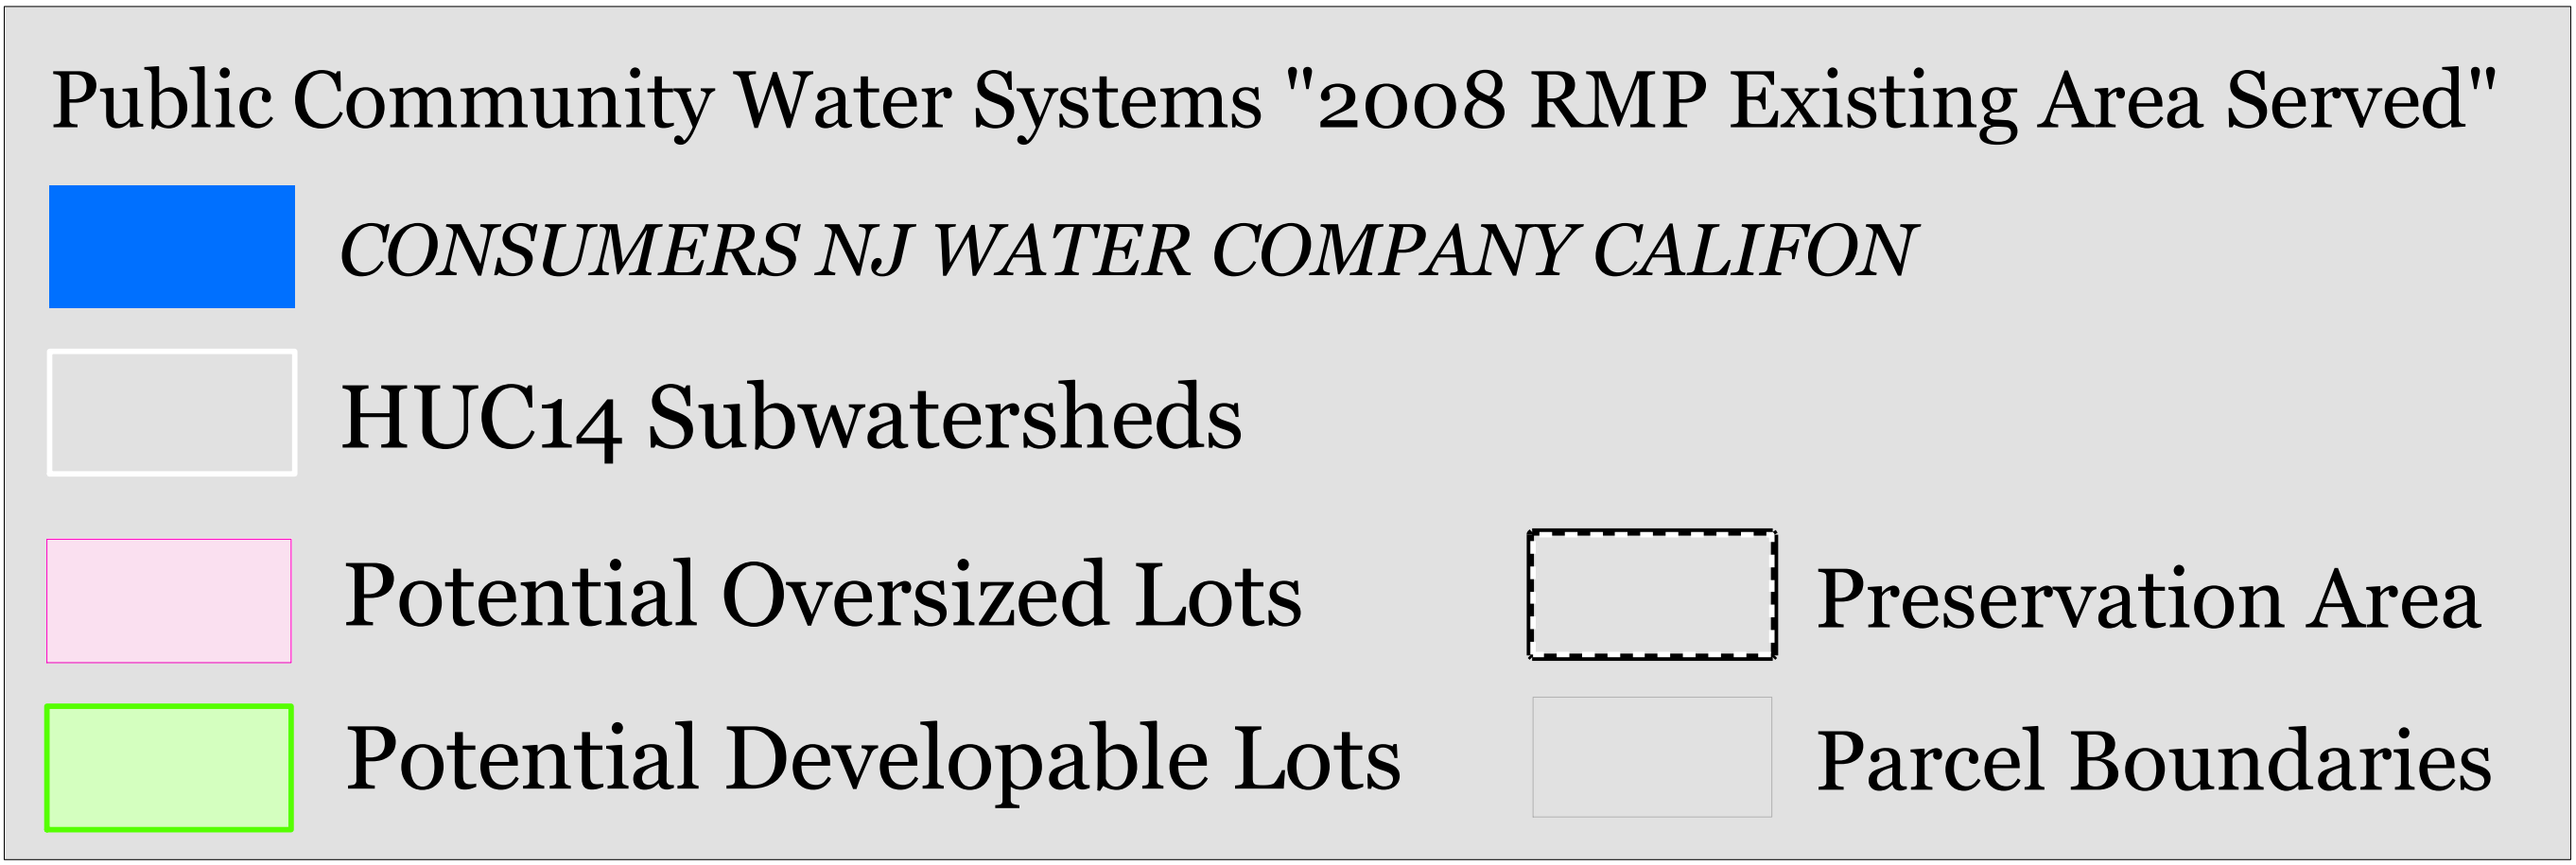 Public Community Water Systems "2008 RMP Existing Area Served"
CONSUMERS NJ WATER COMPANY CALIFON
HUC14 Subwatersheds
Potential Oversized Lots
Preservation Area
Potential Developable Lots
Parcel Boundaries